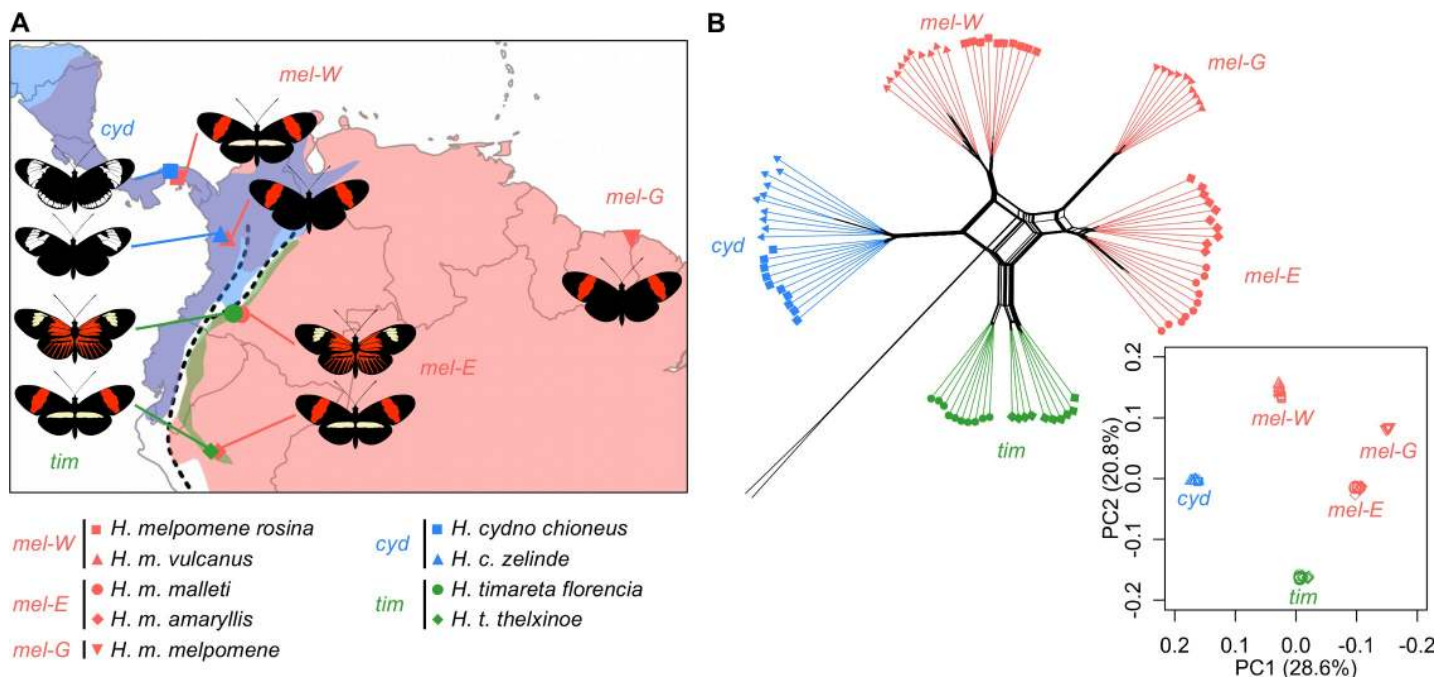 A
mel-W
cyd
mel-G
mel-E
tim
mel-W
H. melpomene rosina
H. m. vulcanus
mel-E
H. m. malleti
H. m. amaryllis
mel-G
H. m. melpomene
cyd
H. cydno chioneus
H. c. zelinde
tim
H. timareta florencia
H. t. thelxinoe
B
mel-W
mel-G
cyd
mel-E
tim
PC2 (20.8%)
0.2
0.1
0.0
-0.1
-0.2
mel-W
mel-G
cyd
mel-E
tim
0.2 0.1 0.0 -0.1 -0.2
PC1 (28.6%)